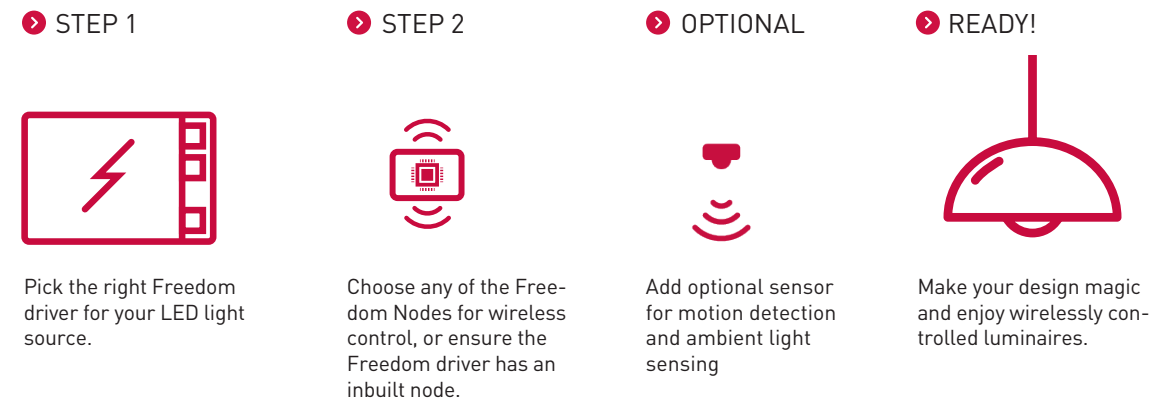 STEP 1
Pick the right Freedom
driver for your LED light
source.
STEP 2
Choose any of the Free-
dom Nodes for wireless
control, or ensure the
Freedom driver has an
inbuilt node.
OPTIONAL
Add optional sensor
for motion detection
and ambient light
sensing
READY!
Make your design magic
and enjoy wirelessly con-
trolled luminaires.